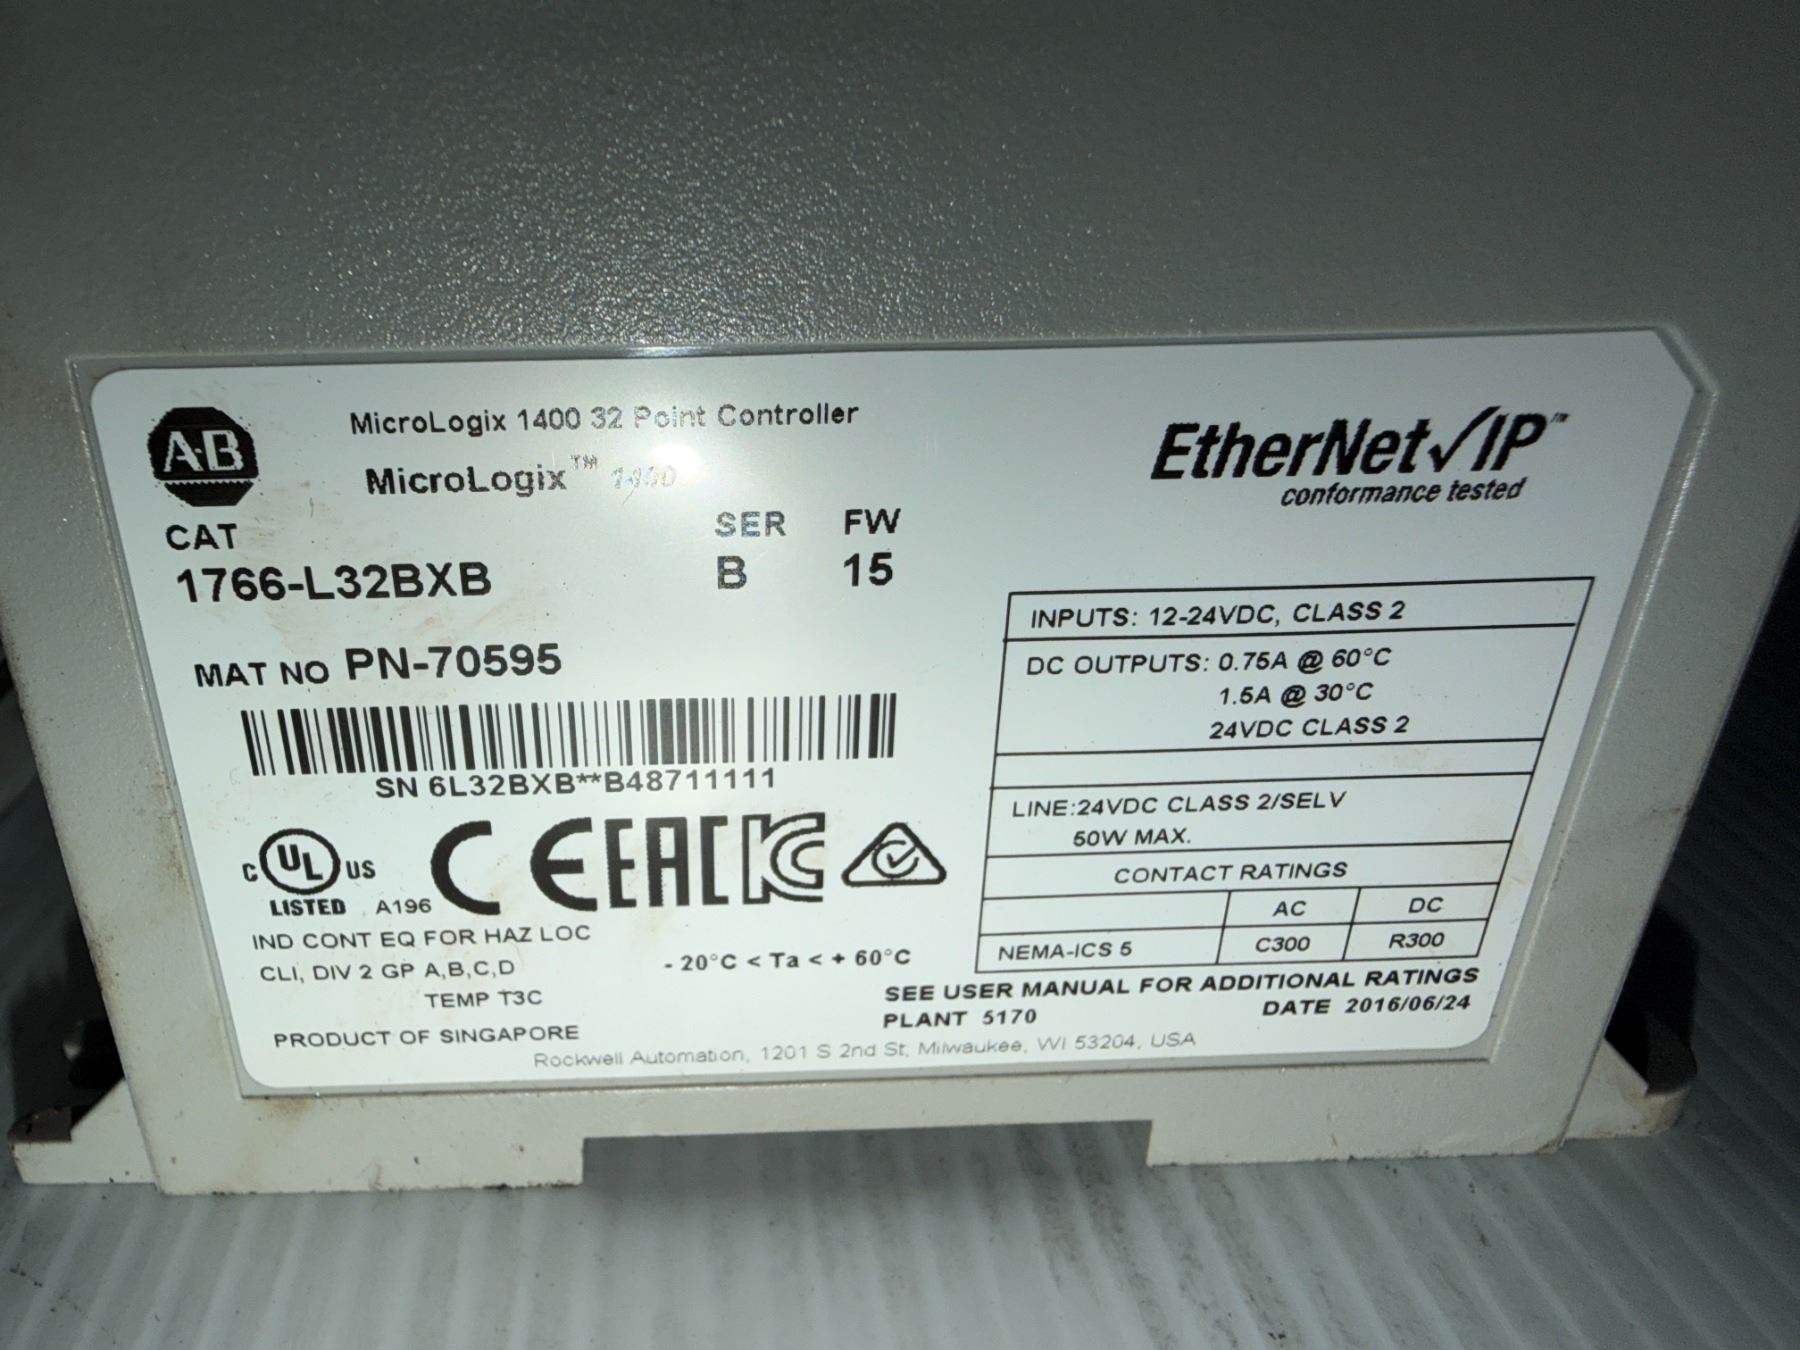 A-B
MicroLogix 1400 32 Point Controller
MicroLogix™ 1400
EtherNet/IP™
conformance tested
CAT SER FW
1766-L32BXB B 15
MAT NO PN-70595
SN 6L32BXB**B48711111
INPUTS: 12-24VDC, CLASS 2
DC OUTPUTS: 0.75A @ 60°C
1.5A @ 30°C
24VDC CLASS 2
LINE:24VDC CLASS 2/SELV
50W MAX.
CONTACT RATINGS
AC DC
NEMA-ICS 5 C300 R300
C UL US
LISTED A196
CE EAC KC
IND CONT EQ FOR HAZ LOC
CLI, DIV 2 GP A,B,C,D
TEMP T3C
- 20°C < Ta < + 60°C
SEE USER MANUAL FOR ADDITIONAL RATINGS
PLANT 5170 DATE 2016/06/24
PRODUCT OF SINGAPORE
Rockwell Automation, 1201 S 2nd St, Milwaukee, WI 53204, USA